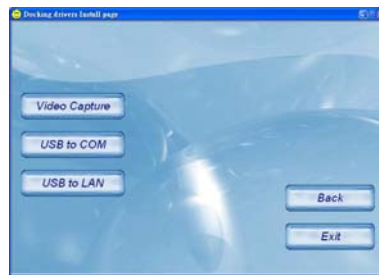 Docking drivers Install page
Video Capture
USB to COM
USB to LAN
Back
Exit